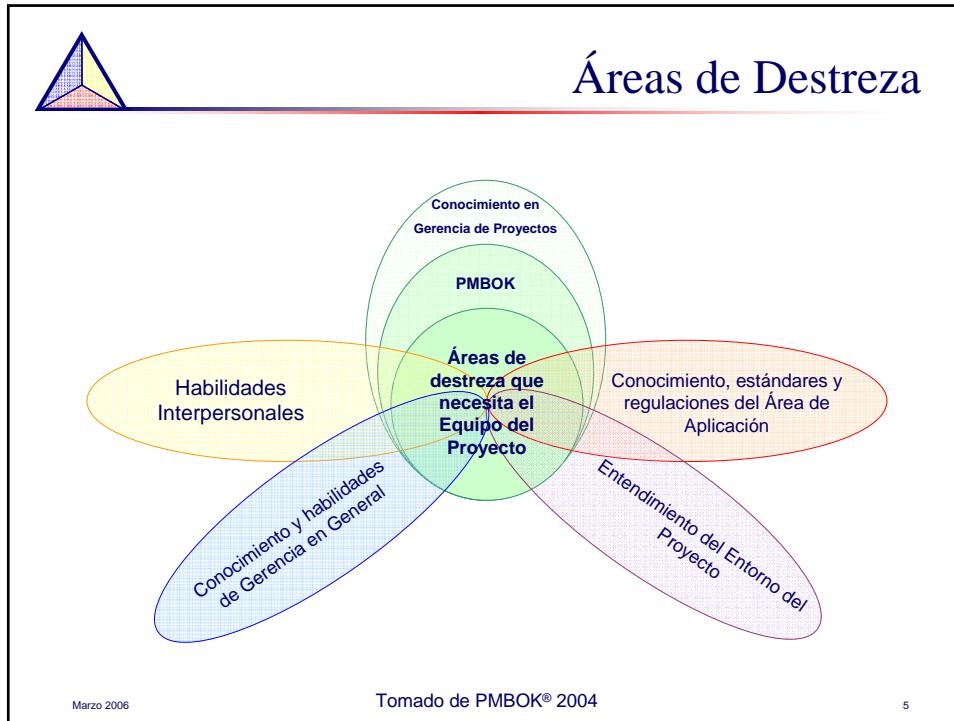 Áreas de Destreza
Conocimiento en
Gerencia de Proyectos
PMBOK
Áreas de
destreza que
necesita el
Equipo del
Proyecto
Habilidades
Interpersonales
Conocimiento, estándares y
regulaciones del Área de
Aplicación
Conocimiento y habilidades
de Gerencia en General
Entendimiento del Entorno del
Proyecto
Marzo 2006
Tomado de PMBOK® 2004
5